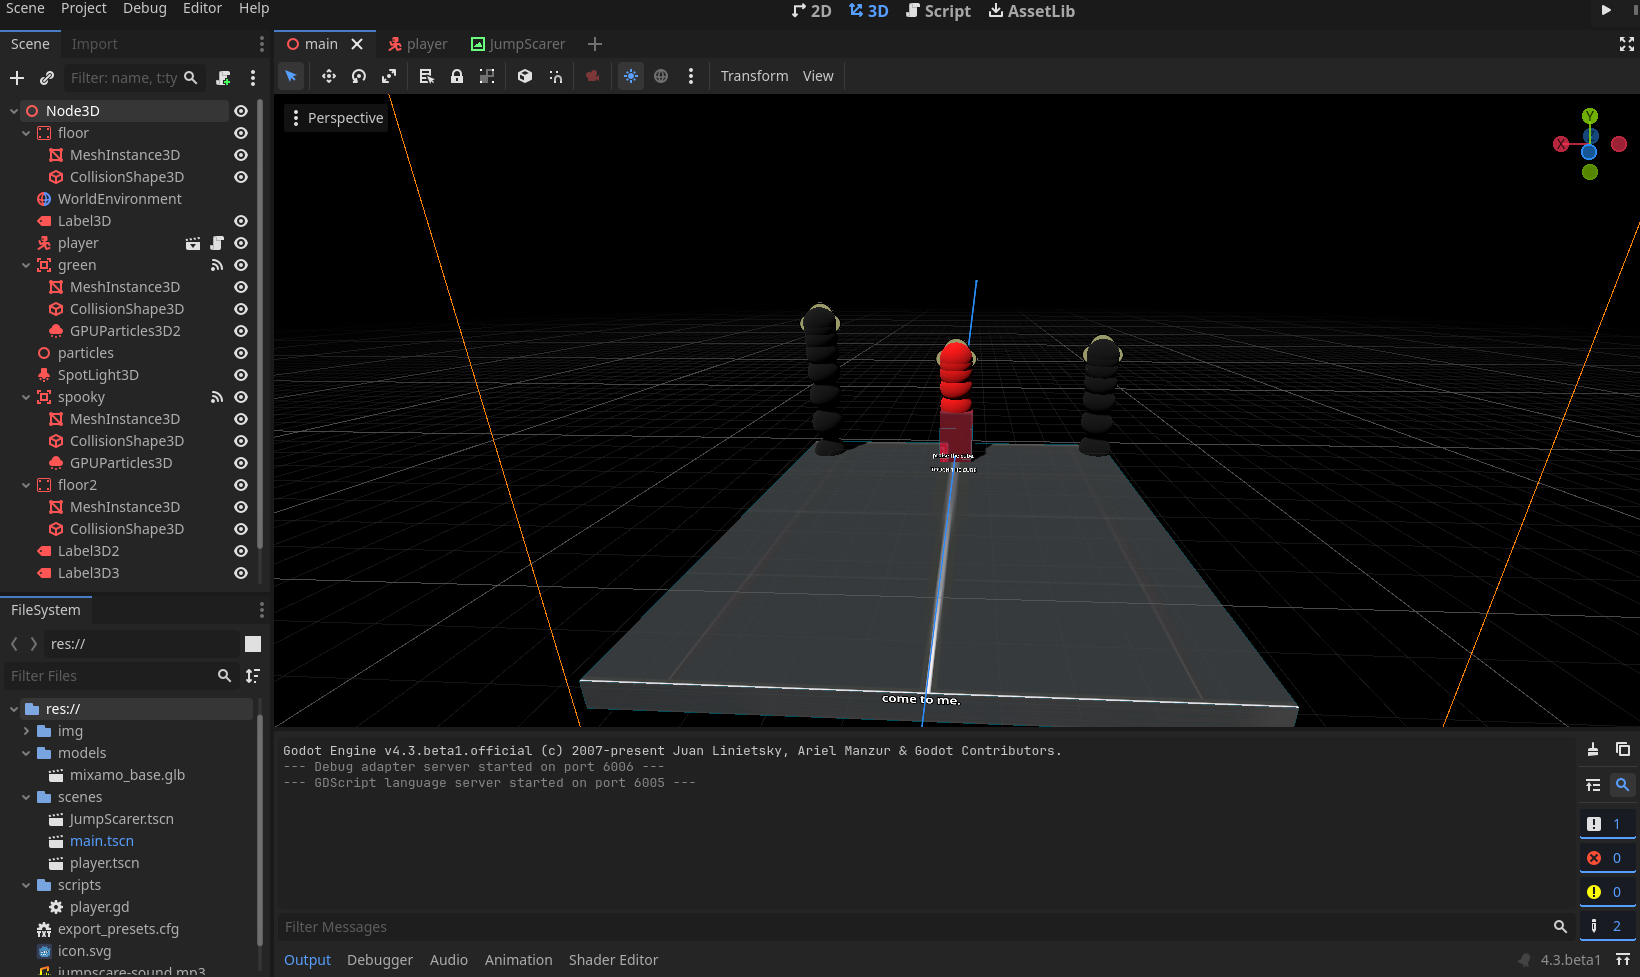 Scene Project Debug Editor Help
2D 3D Script AssetLib
Scene Import
main player JumpScarer
Filter: name, t:ty
Transform View
Perspective
Y
X
Node3D
floor
MeshInstance3D
CollisionShape3D
WorldEnvironment
Label3D
player
green
MeshInstance3D
CollisionShape3D
GPUParticles3D2
particles
SpotLight3D
spooky
MeshInstance3D
CollisionShape3D
GPUParticles3D
floor2
MeshInstance3D
CollisionShape3D
Label3D2
Label3D3
come to me.
FileSystem
res://
Filter Files
res://
img
models
mixamo_base.glb
scenes
JumpScarer.tscn
main.tscn
player.tscn
scripts
player.gd
export_presets.cfg
icon.svg
jumpscare-sound.mp3
Godot Engine v4.3.beta1.official (c) 2007-present Juan Linietsky, Ariel Manzur & Godot Contributors.
--- Debug adapter server started on port 6006 ---
--- GDScript language server started on port 6005 ---
1
0
0
2
Filter Messages
Output Debugger Audio Animation Shader Editor
4.3.beta1